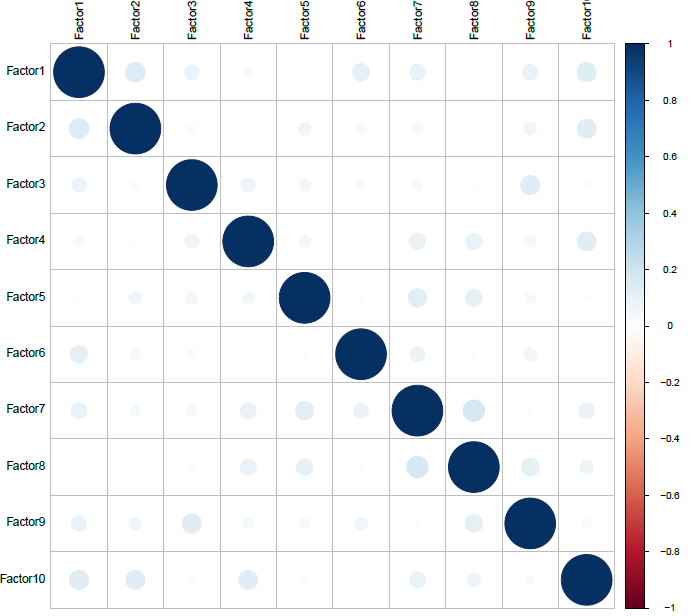 Factor1 Factor2 Factor3 Factor4 Factor5 Factor6 Factor7 Factor8 Factor9 Factor10
Factor1
Factor2
Factor3
Factor4
Factor5
Factor6
Factor7
Factor8
Factor9
Factor10
1
0.8
0.6
0.4
0.2
0
−0.2
−0.4
−0.6
−0.8
−1